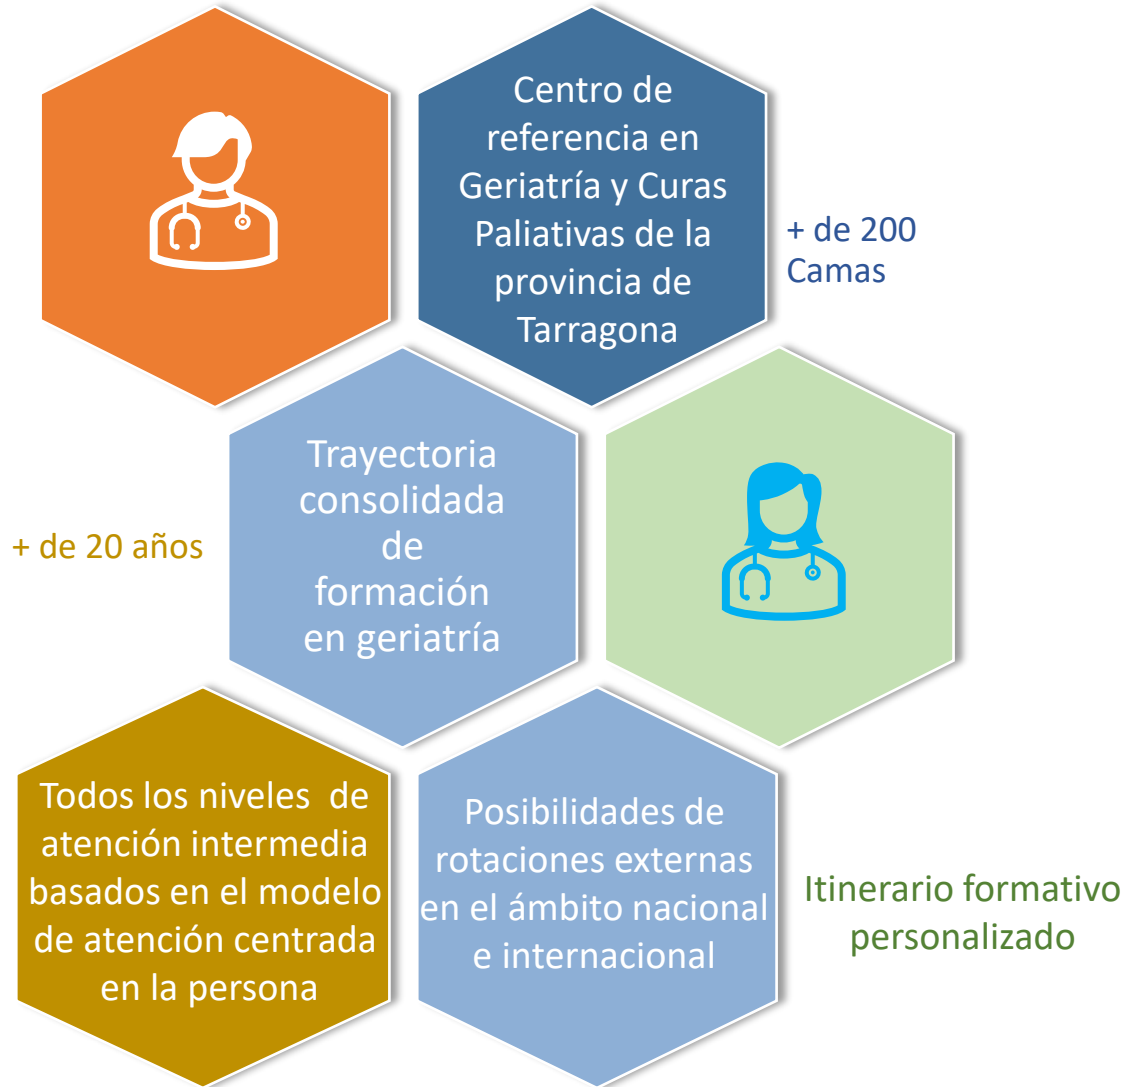 Centro de
referencia en
Geriatría y Curas
Paliativas de la
provincia de
Tarragona
+ de 200
Camas
Trayectoria
consolidada
de
formación
en geriatría
+ de 20 años
Todos los niveles de
atención intermedia
basados en el modelo
de atención centrada
en la persona
Posibilidades de
rotaciones externas
en el ámbito nacional
e internacional
Itinerario formativo
personalizado